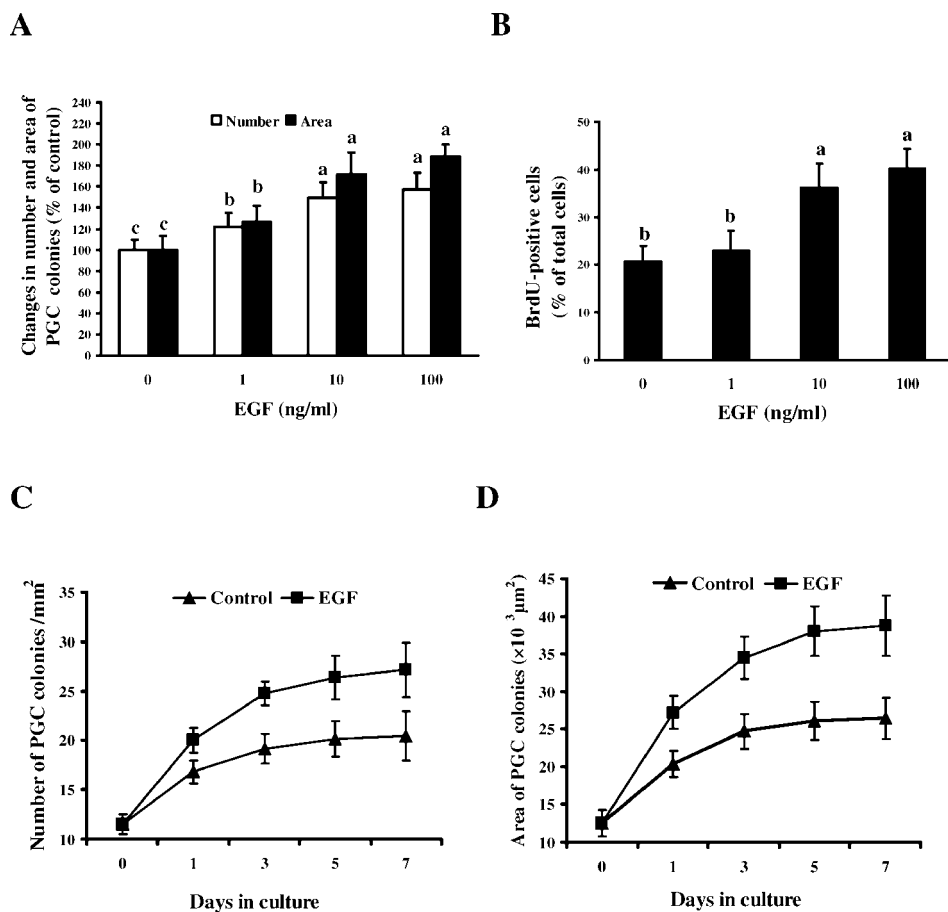 A
B
Changes in number and area of
PGC colonies (% of control)
240
220
200
180
160
140
120
100
80
60
40
20
0
Number Area
c c b b a a a a
0 1 10 100
EGF (ng/ml)
BrdU-positive cells
(% of total cells)
50
40
30
20
10
0
b b a a
0 1 10 100
EGF (ng/ml)
C
D
Number of PGC colonies /mm²
35
30
25
20
15
10
Control EGF
0 1 3 5 7
Days in culture
Area of PGC colonies (×10 ³µm²)
45
40
35
30
25
20
15
10
Control EGF
0 1 3 5 7
Days in culture